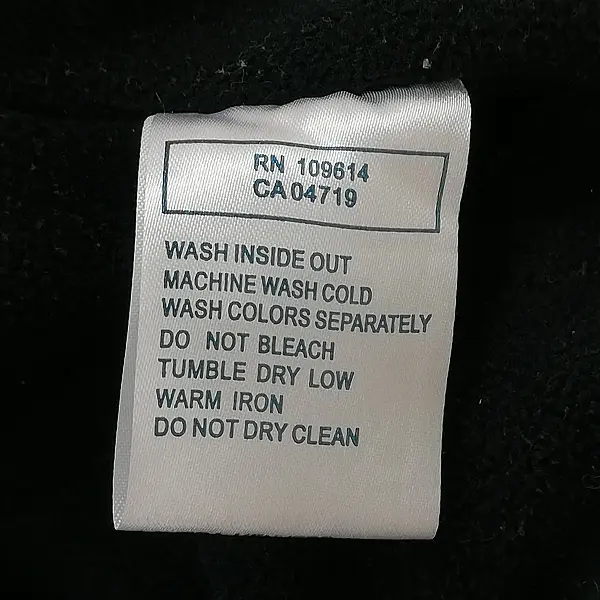 RN 109614
CA 04719
WASH INSIDE OUT
MACHINE WASH COLD
WASH COLORS SEPARATELY
DO NOT BLEACH
TUMBLE DRY LOW
WARM IRON
DO NOT DRY CLEAN